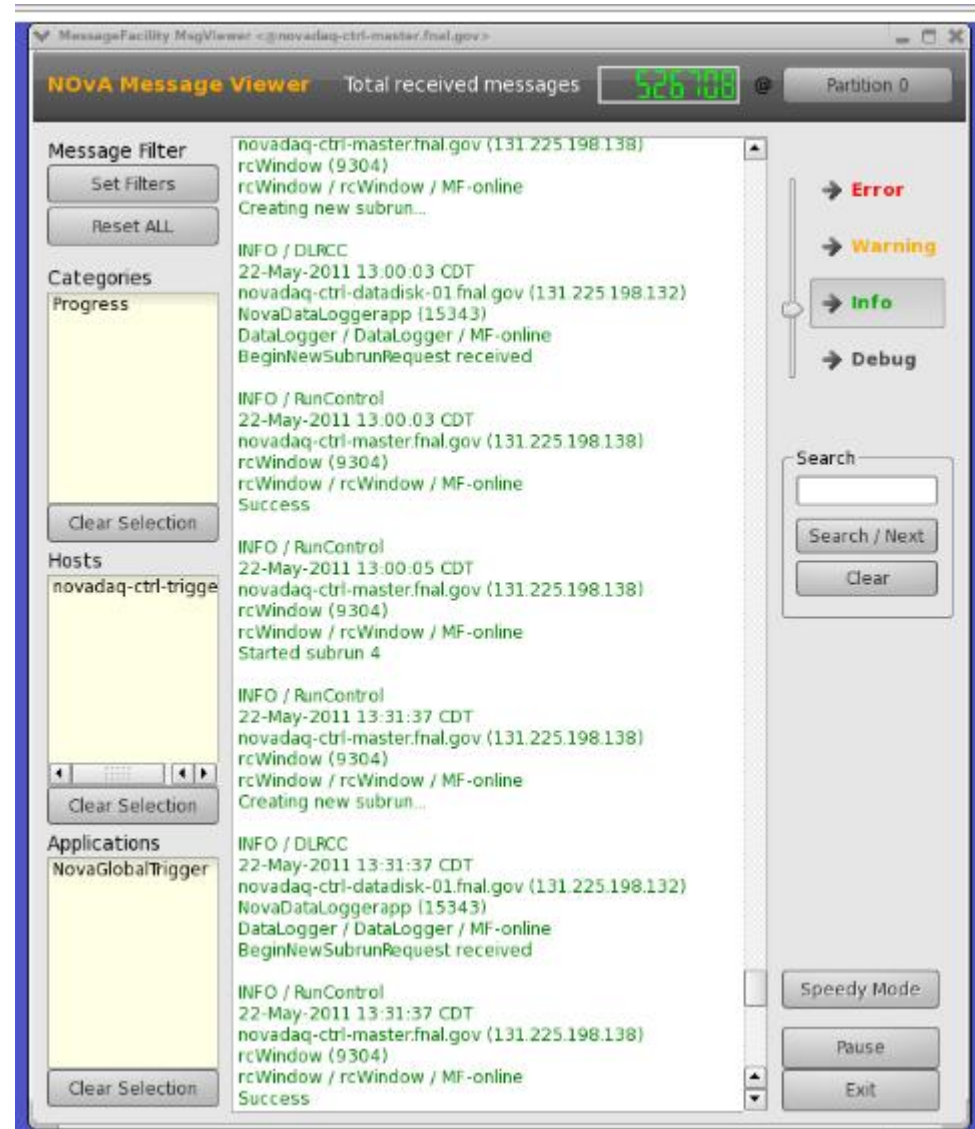 MessageFacility MsgViewer <@novadaq-ctrl-master.fnal.gov>
NOvA Message Viewer Total received messages 526708 @ Partition 0
Message Filter
Set Filters
Reset ALL
Categories
Progress
Clear Selection
Hosts
novadaq-ctrl-trigge
Clear Selection
Applications
NovaGlobalTrigger
Clear Selection
novadaq-ctrl-master.fnal.gov (131.225.198.138)
rcWindow (9304)
rcWindow / rcWindow / MF-online
Creating new subrun...
INFO / DLRCC
22-May-2011 13:00:03 CDT
novadaq-ctrl-datadisk-01.fnal.gov (131.225.198.132)
NovaDataLoggerapp (15343)
DataLogger / DataLogger / MF-online
BeginNewSubrunRequest received
INFO / RunControl
22-May-2011 13:00:03 CDT
novadaq-ctrl-master.fnal.gov (131.225.198.138)
rcWindow (9304)
rcWindow / rcWindow / MF-online
Success
INFO / RunControl
22-May-2011 13:00:05 CDT
novadaq-ctrl-master.fnal.gov (131.225.198.138)
rcWindow (9304)
rcWindow / rcWindow / MF-online
Started subrun 4
INFO / RunControl
22-May-2011 13:31:37 CDT
novadaq-ctrl-master.fnal.gov (131.225.198.138)
rcWindow (9304)
rcWindow / rcWindow / MF-online
Creating new subrun...
INFO / DLRCC
22-May-2011 13:31:37 CDT
novadaq-ctrl-datadisk-01.fnal.gov (131.225.198.132)
NovaDataLoggerapp (15343)
DataLogger / DataLogger / MF-online
BeginNewSubrunRequest received
INFO / RunControl
22-May-2011 13:31:37 CDT
novadaq-ctrl-master.fnal.gov (131.225.198.138)
rcWindow (9304)
rcWindow / rcWindow / MF-online
Success
Error
Warning
Info
Debug
Search
Search / Next
Clear
Speedy Mode
Pause
Exit